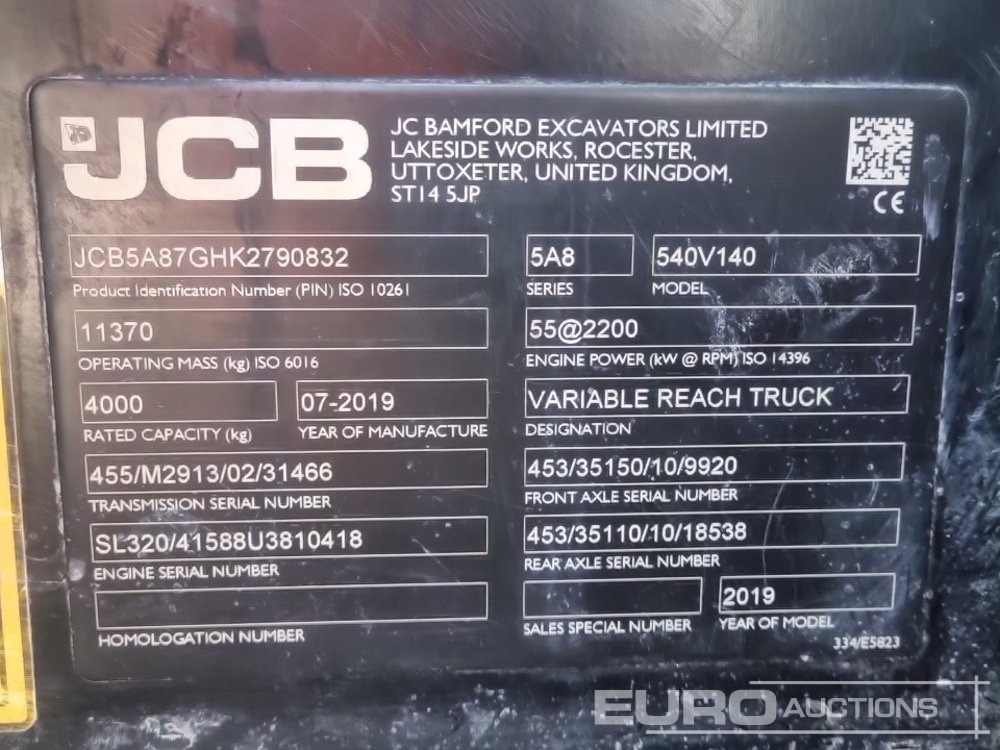 JCB
JC BAMFORD EXCAVATORS LIMITED
LAKESIDE WORKS, ROCESTER,
UTTOXETER, UNITED KINGDOM,
ST14 5JP
CE
JCB5A87GHK2790832
Product Identification Number (PIN) ISO 10261
5A8
SERIES
540V140
MODEL
11370
OPERATING MASS (kg) ISO 6016
55@2200
ENGINE POWER (kW @ RPM) ISO 14396
4000
RATED CAPACITY (kg)
07-2019
YEAR OF MANUFACTURE
VARIABLE REACH TRUCK
DESIGNATION
455/M2913/02/31466
TRANSMISSION SERIAL NUMBER
453/35150/10/9920
FRONT AXLE SERIAL NUMBER
SL320/41588U3810418
ENGINE SERIAL NUMBER
453/35110/10/18538
REAR AXLE SERIAL NUMBER
HOMOLOGATION NUMBER
SALES SPECIAL NUMBER
2019
YEAR OF MODEL
334/E5823
EURO AUCTIONS